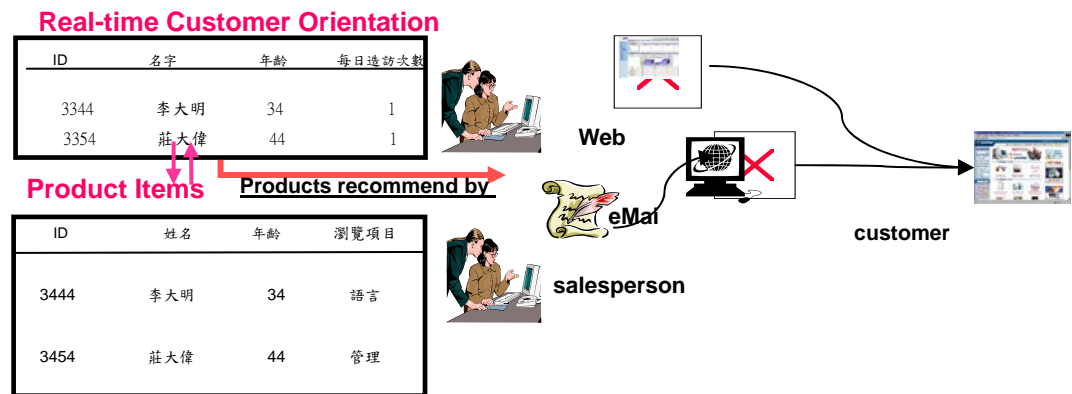 Real-time Customer Orientation
ID 名字 年齡 每日造訪次數
3344 李大明 34 1
3354 莊大偉 44 1
Product Items
Products recommend by
ID 姓名 年齡 瀏覽項目
3444 李大明 34 語言
3454 莊大偉 44 管理
Web
eMai
salesperson
customer